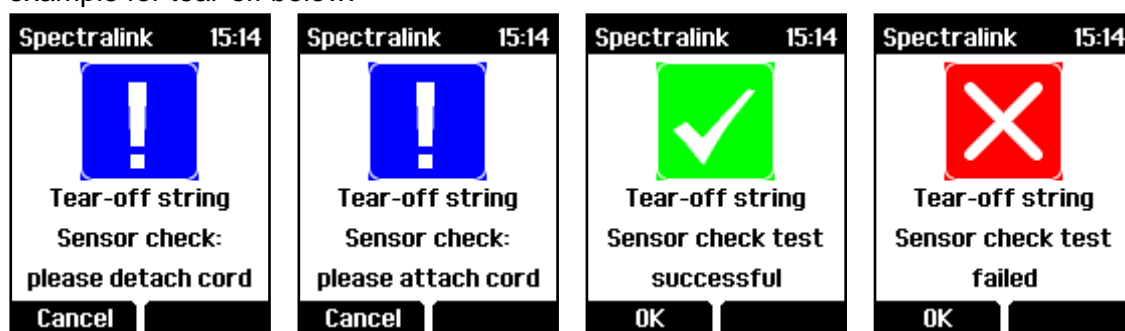 example for tear-off below:
Spectralink 15:14
Tear-off string
Sensor check:
please detach cord
Cancel
Spectralink 15:14
Tear-off string
Sensor check:
please attach cord
Cancel
Spectralink 15:14
Tear-off string
Sensor check test
successful
OK
Spectralink 15:14
Tear-off string
Sensor check test
failed
OK